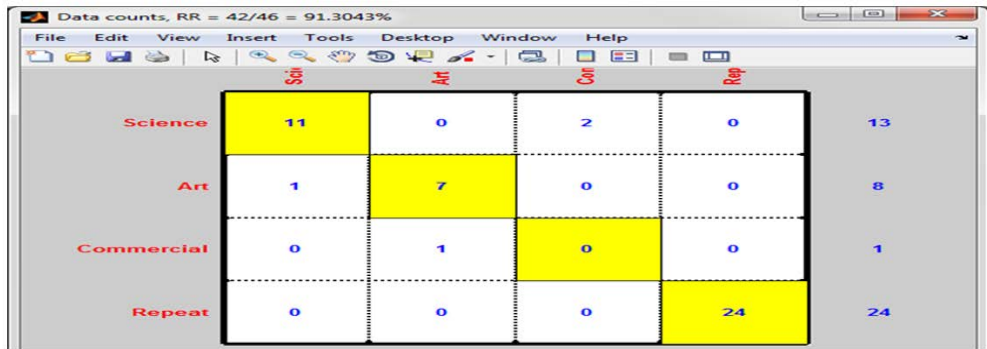 Data counts, RR = 42/46 = 91.3043%
File Edit View Insert Tools Desktop Window Help
Sci Art Con Rep
Science 11 0 2 0 13
Art 1 7 0 0 8
Commercial 0 1 0 0 1
Repeat 0 0 0 24 24